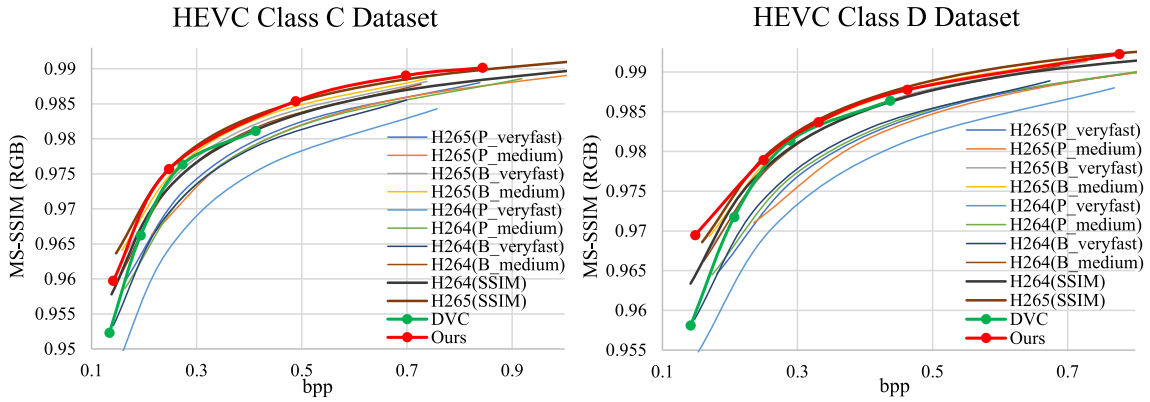 HEVC Class C Dataset
MS-SSIM (RGB)
0.99
0.985
0.98
0.975
0.97
0.965
0.96
0.955
0.95
0.1 0.3 0.5 0.7 0.9
bpp
H265(P_veryfast)
H265(P_medium)
H265(B_veryfast)
H265(B_medium)
H264(P_veryfast)
H264(P_medium)
H264(B_veryfast)
H264(B_medium)
H264(SSIM)
H265(SSIM)
DVC
Ours
HEVC Class D Dataset
MS-SSIM (RGB)
0.99
0.985
0.98
0.975
0.97
0.965
0.96
0.955
0.1 0.3 0.5 0.7
bpp
H265(P_veryfast)
H265(P_medium)
H265(B_veryfast)
H265(B_medium)
H264(P_veryfast)
H264(P_medium)
H264(B_veryfast)
H264(B_medium)
H264(SSIM)
H265(SSIM)
DVC
Ours